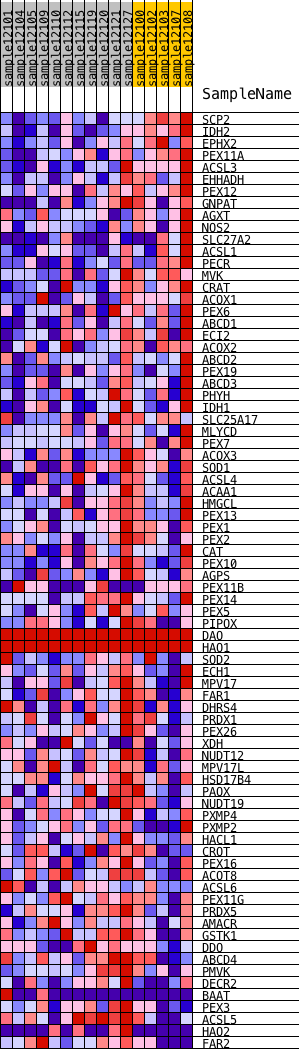 sample12101
sample12104
sample12105
sample12109
sample12110
sample12112
sample12115
sample12119
sample12120
sample12121
sample12122
sample12100
sample12102
sample12103
sample12107
sample12108
SampleName
SCP2
IDH2
EPHX2
PEX11A
ACSL3
EHHADH
PEX12
GNPAT
AGXT
NOS2
SLC27A2
ACSL1
PECR
MVK
CRAT
ACOX1
PEX6
ABCD1
ECI2
ACOX2
ABCD2
PEX19
ABCD3
PHYH
IDH1
SLC25A17
MLYCD
PEX7
ACOX3
SOD1
ACSL4
ACAA1
HMGCL
PEX13
PEX1
PEX2
CAT
PEX10
AGPS
PEX11B
PEX14
PEX5
PIPOX
DAO
HAO1
SOD2
ECH1
MPV17
FAR1
DHRS4
PRDX1
PEX26
XDH
NUDT12
MPV17L
HSD17B4
PAOX
NUDT19
PXMP4
PXMP2
HACL1
CROT
PEX16
ACOT8
ACSL6
PEX11G
PRDX5
AMACR
GSTK1
DDO
ABCD4
PMVK
DECR2
BAAT
PEX3
ACSL5
HAO2
FAR2